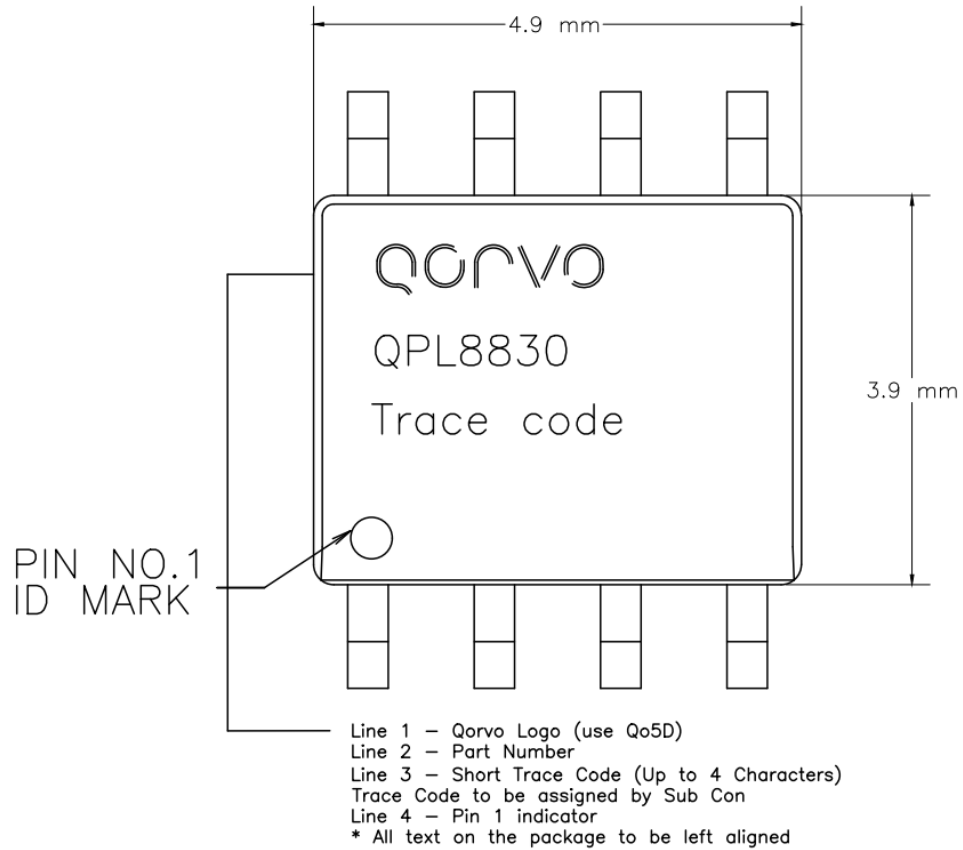 4.9 mm
QORVO
QPL8830
Trace code
3.9 mm
PIN NO.1
ID MARK
Line 1 – Qorvo Logo (use Qo5D)
Line 2 – Part Number
Line 3 – Short Trace Code (Up to 4 Characters)
Trace Code to be assigned by Sub Con
Line 4 – Pin 1 indicator
* All text on the package to be left aligned